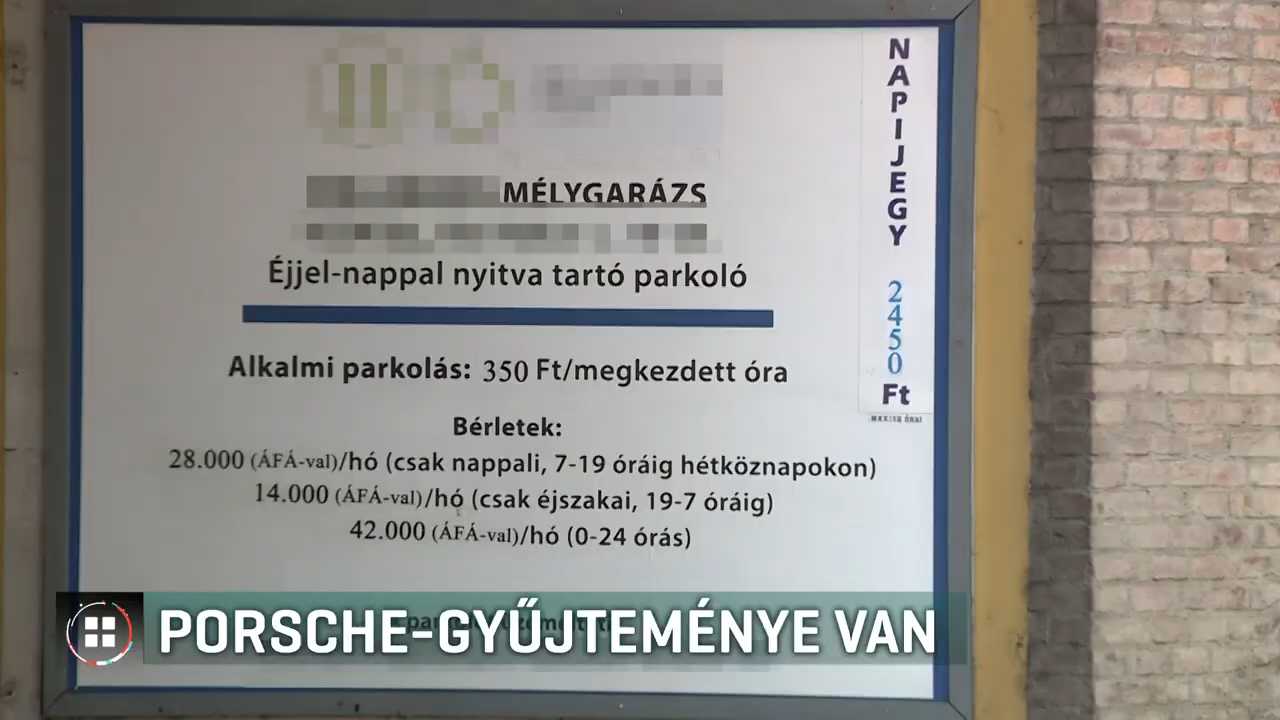 MÉLYGARÁZS
Éjjel-nappal nyitva tartó parkoló
Alkalmi parkolás: 350 Ft/megkezdett óra
Bérletek:
28.000 (ÁFÁ-val)/hó (csak nappali, 7-19 óráig hétköznapokon)
14.000 (ÁFÁ-val)/hó (csak éjszakai, 19-7 óráig)
42.000 (ÁFÁ-val)/hó (0-24 órás)
NAPIJEGY
2450
Ft
PORSCHE-GYŰJTEMÉNYE VAN